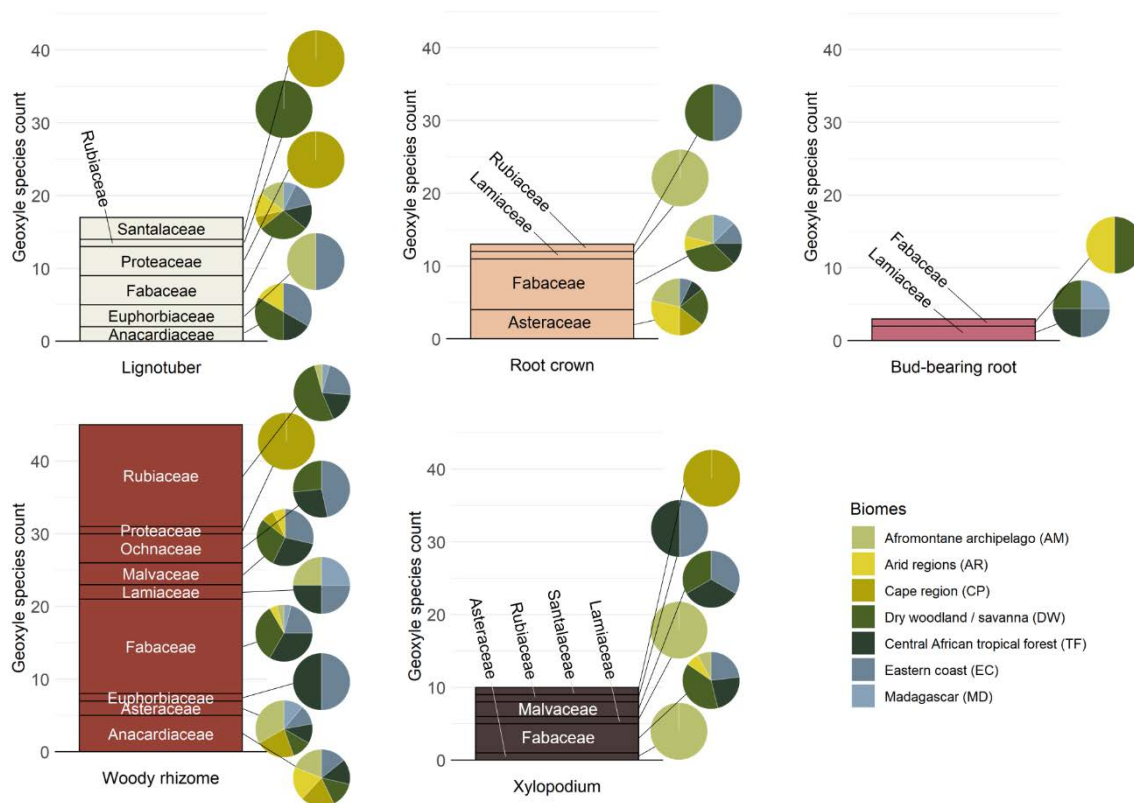 40
30
20
10
0
Geoxyle species count
Rubiaceae
Santalaceae
Proteaceae
Fabaceae
Euphorbiaceae
Anacardiaceae
Lignotuber
40
30
20
10
0
Geoxyle species count
Rubiaceae
Lamiaceae
Fabaceae
Asteraceae
Root crown
40
30
20
10
0
Geoxyle species count
Fabaceae
Lamiaceae
Bud-bearing root
40
30
20
10
0
Geoxyle species count
Rubiaceae
Proteaceae
Ochnaceae
Malvaceae
Lamiaceae
Fabaceae
Euphorbiaceae
Asteraceae
Anacardiaceae
Woody rhizome
40
30
20
10
0
Geoxyle species count
Asteraceae
Rubiaceae
Santalaceae
Lamiaceae
Malvaceae
Fabaceae
Xylopodium
Biomes
Afromontane archipelago (AM)
Arid regions (AR)
Cape region (CP)
Dry woodland / savanna (DW)
Central African tropical forest (TF)
Eastern coast (EC)
Madagascar (MD)